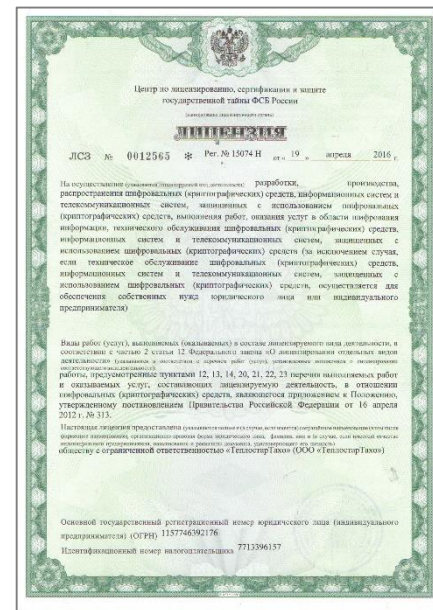 Центр по лицензированию, сертификации и защите
государственной тайны ФСБ России
ЛИЦЕНЗИЯ
ЛСЗ № 0012565 * Рег. № 15074 Н от « 19 » апреля 2016 г.
На осуществление разработки, производства,
распространения шифровальных (криптографических) средств, информационных систем и
телекоммуникационных систем, защищенных с использованием шифровальных
(криптографических) средств, выполнения работ, оказания услуг в области шифрования
информации, технического обслуживания шифровальных (криптографических) средств,
информационных систем и телекоммуникационных систем, защищенных с
использованием шифровальных (криптографических) средств (за исключением случая,
если техническое обслуживание шифровальных (криптографических) средств,
информационных систем и телекоммуникационных систем, защищенных с
использованием шифровальных (криптографических) средств, осуществляется для
обеспечения собственных нужд юридического лица или индивидуального
предпринимателя)
Виды работ (услуг), выполняемых (оказываемых) в составе лицензируемого вида деятельности, в
соответствии с частью 2 статьи 12 Федерального закона «О лицензировании отдельных видов
деятельности»
работы, предусмотренные пунктами 12, 13, 14, 20, 21, 22, 23 перечня выполняемых работ
и оказываемых услуг, составляющих лицензируемую деятельность, в отношении
шифровальных (криптографических) средств, являющегося приложением к Положению,
утвержденному постановлением Правительства Российской Федерации от 16 апреля
2012 г. № 313.
Настоящая лицензия предоставлена
обществу с ограниченной ответственностью «ТеплостирТахо» (ООО «ТеплостирТахо»)
Основной государственный регистрационный номер юридического лица (индивидуального
предпринимателя) (ОГРН) 1157746392176
Идентификационный номер налогоплательщика 7713396157